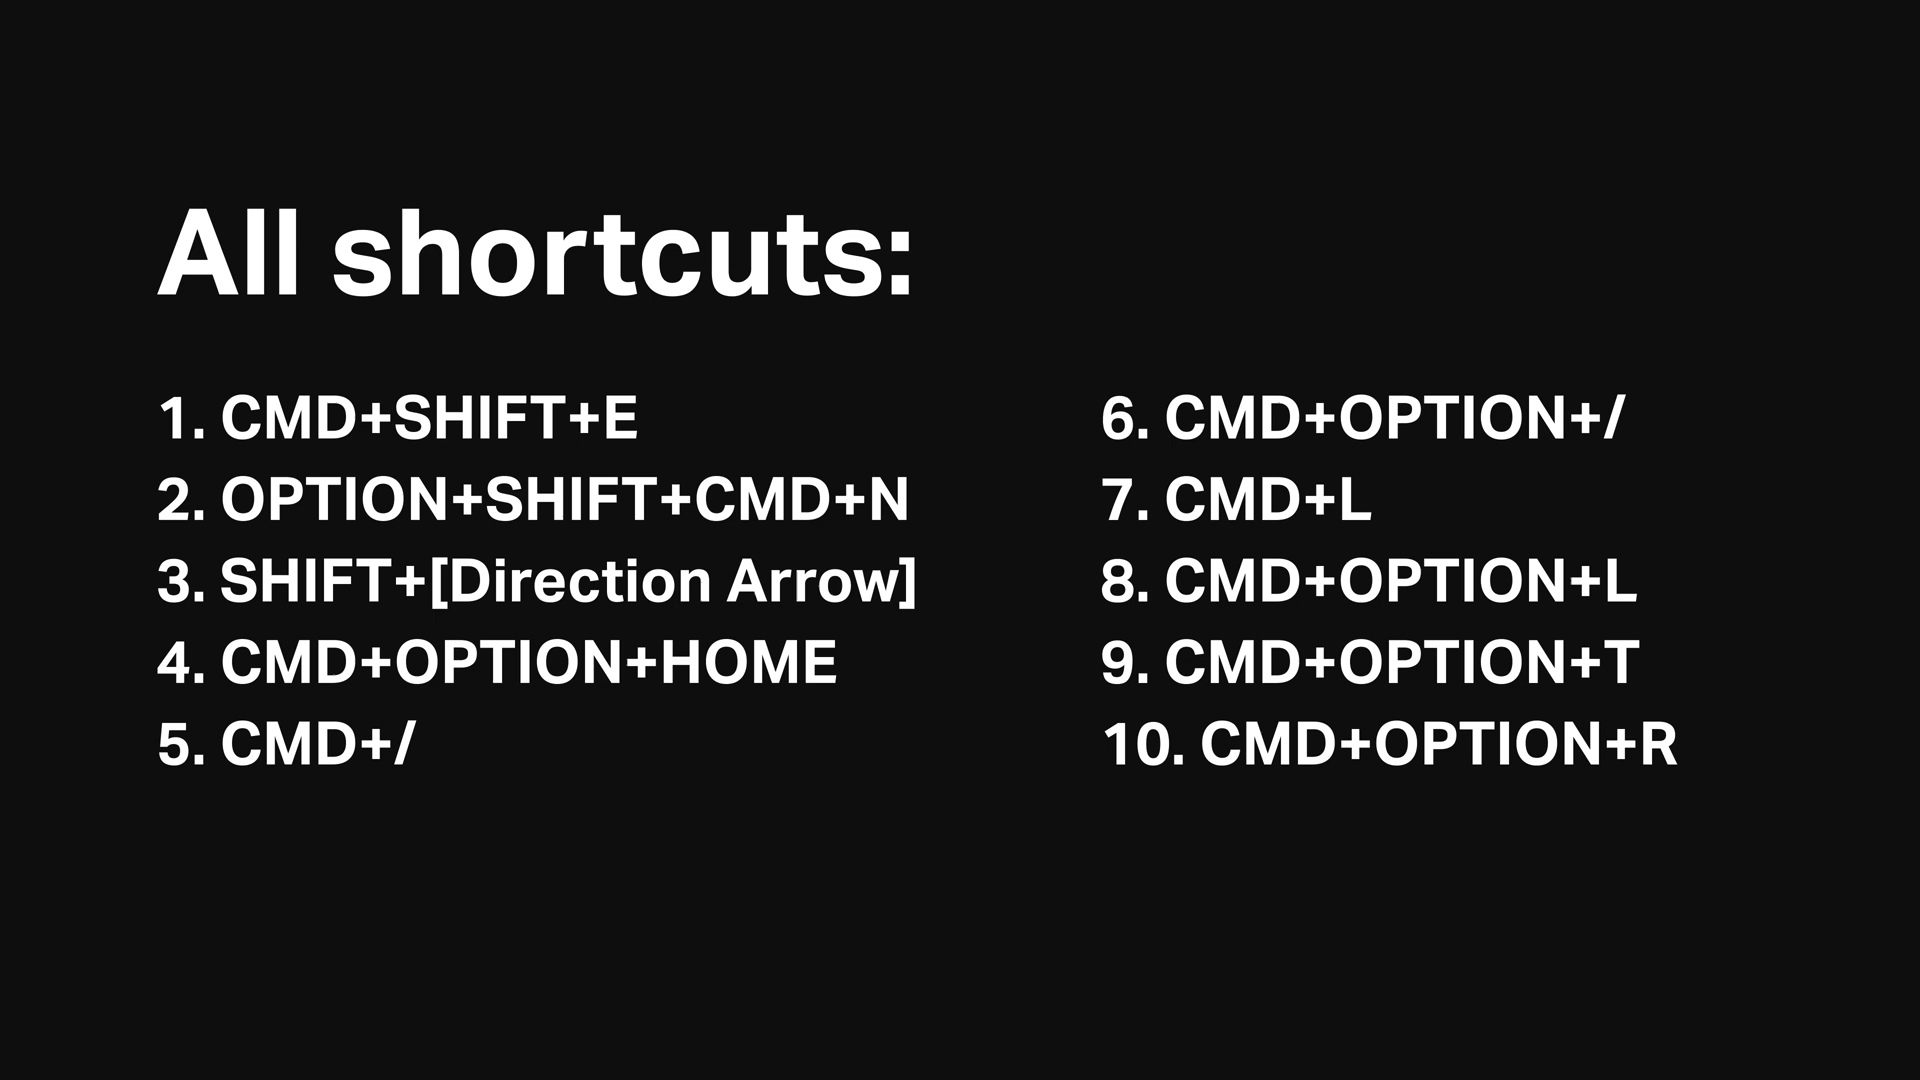 All shortcuts:
1. CMD+SHIFT+E
2. OPTION+SHIFT+CMD+N
3. SHIFT+[Direction Arrow]
4. CMD+OPTION+HOME
5. CMD+/
6. CMD+OPTION+/
7. CMD+L
8. CMD+OPTION+L
9. CMD+OPTION+T
10. CMD+OPTION+R